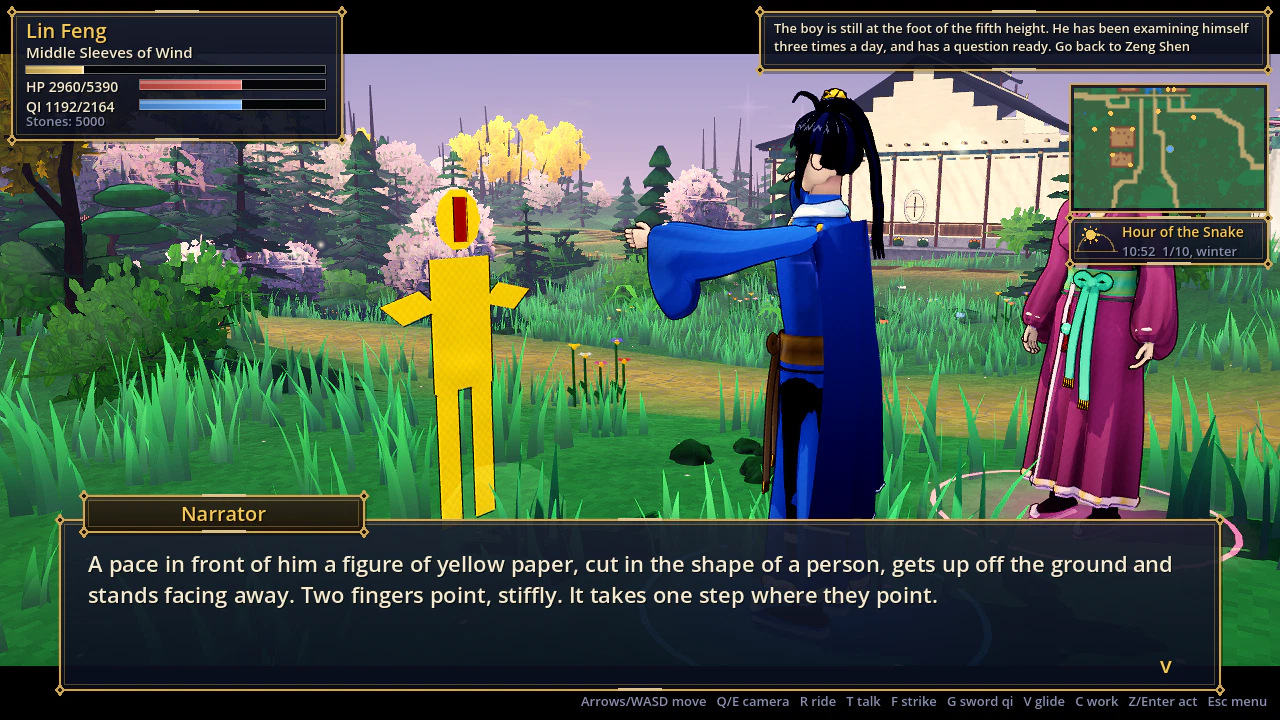 Lin Feng
Middle Sleeves of Wind
HP 2960/5390
QI 1192/2164
Stones: 5000
The boy is still at the foot of the fifth height. He has been examining himself
three times a day, and has a question ready. Go back to Zeng Shen
Hour of the Snake
10:52 1/10, winter
Narrator
A pace in front of him a figure of yellow paper, cut in the shape of a person, gets up off the ground and
stands facing away. Two fingers point, stiffly. It takes one step where they point.
V
Arrows/WASD move Q/E camera R ride T talk F strike G sword qi V glide C work Z/Enter act Esc menu